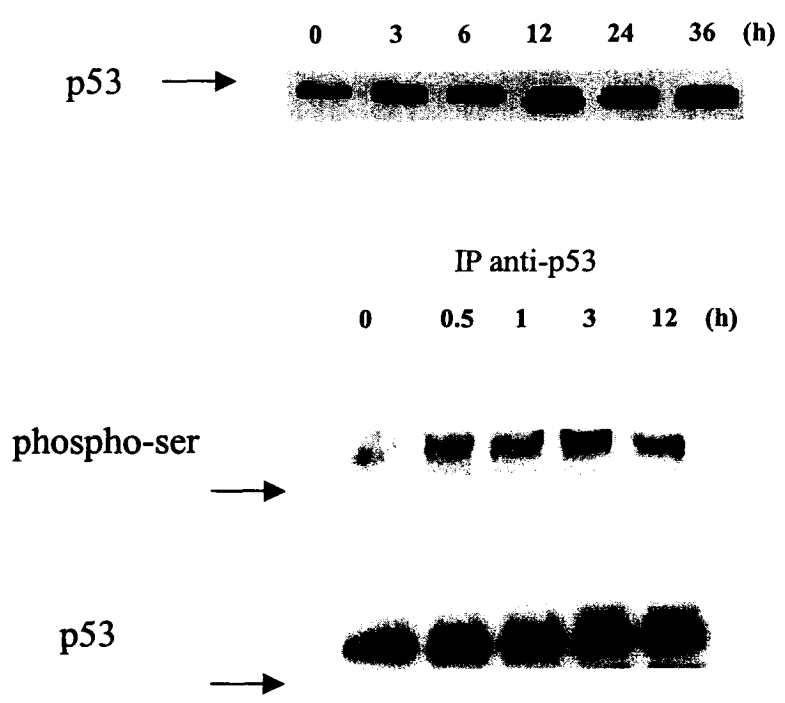 0 3 6 12 24 36 (h)
p53
IP anti-p53
0 0.5 1 3 12 (h)
phospho-ser
p53